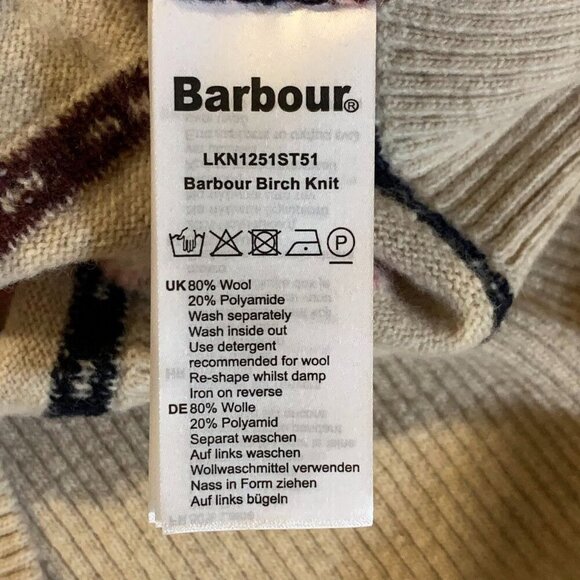 Barbour®
LKN1251ST51
Barbour Birch Knit
P
UK 80% Wool
20% Polyamide
Wash separately
Wash inside out
Use detergent
recommended for wool
Re-shape whilst damp
Iron on reverse
DE 80% Wolle
20% Polyamid
Separat waschen
Auf links waschen
Wollwaschmittel verwenden
Nass in Form ziehen
Auf links bügeln